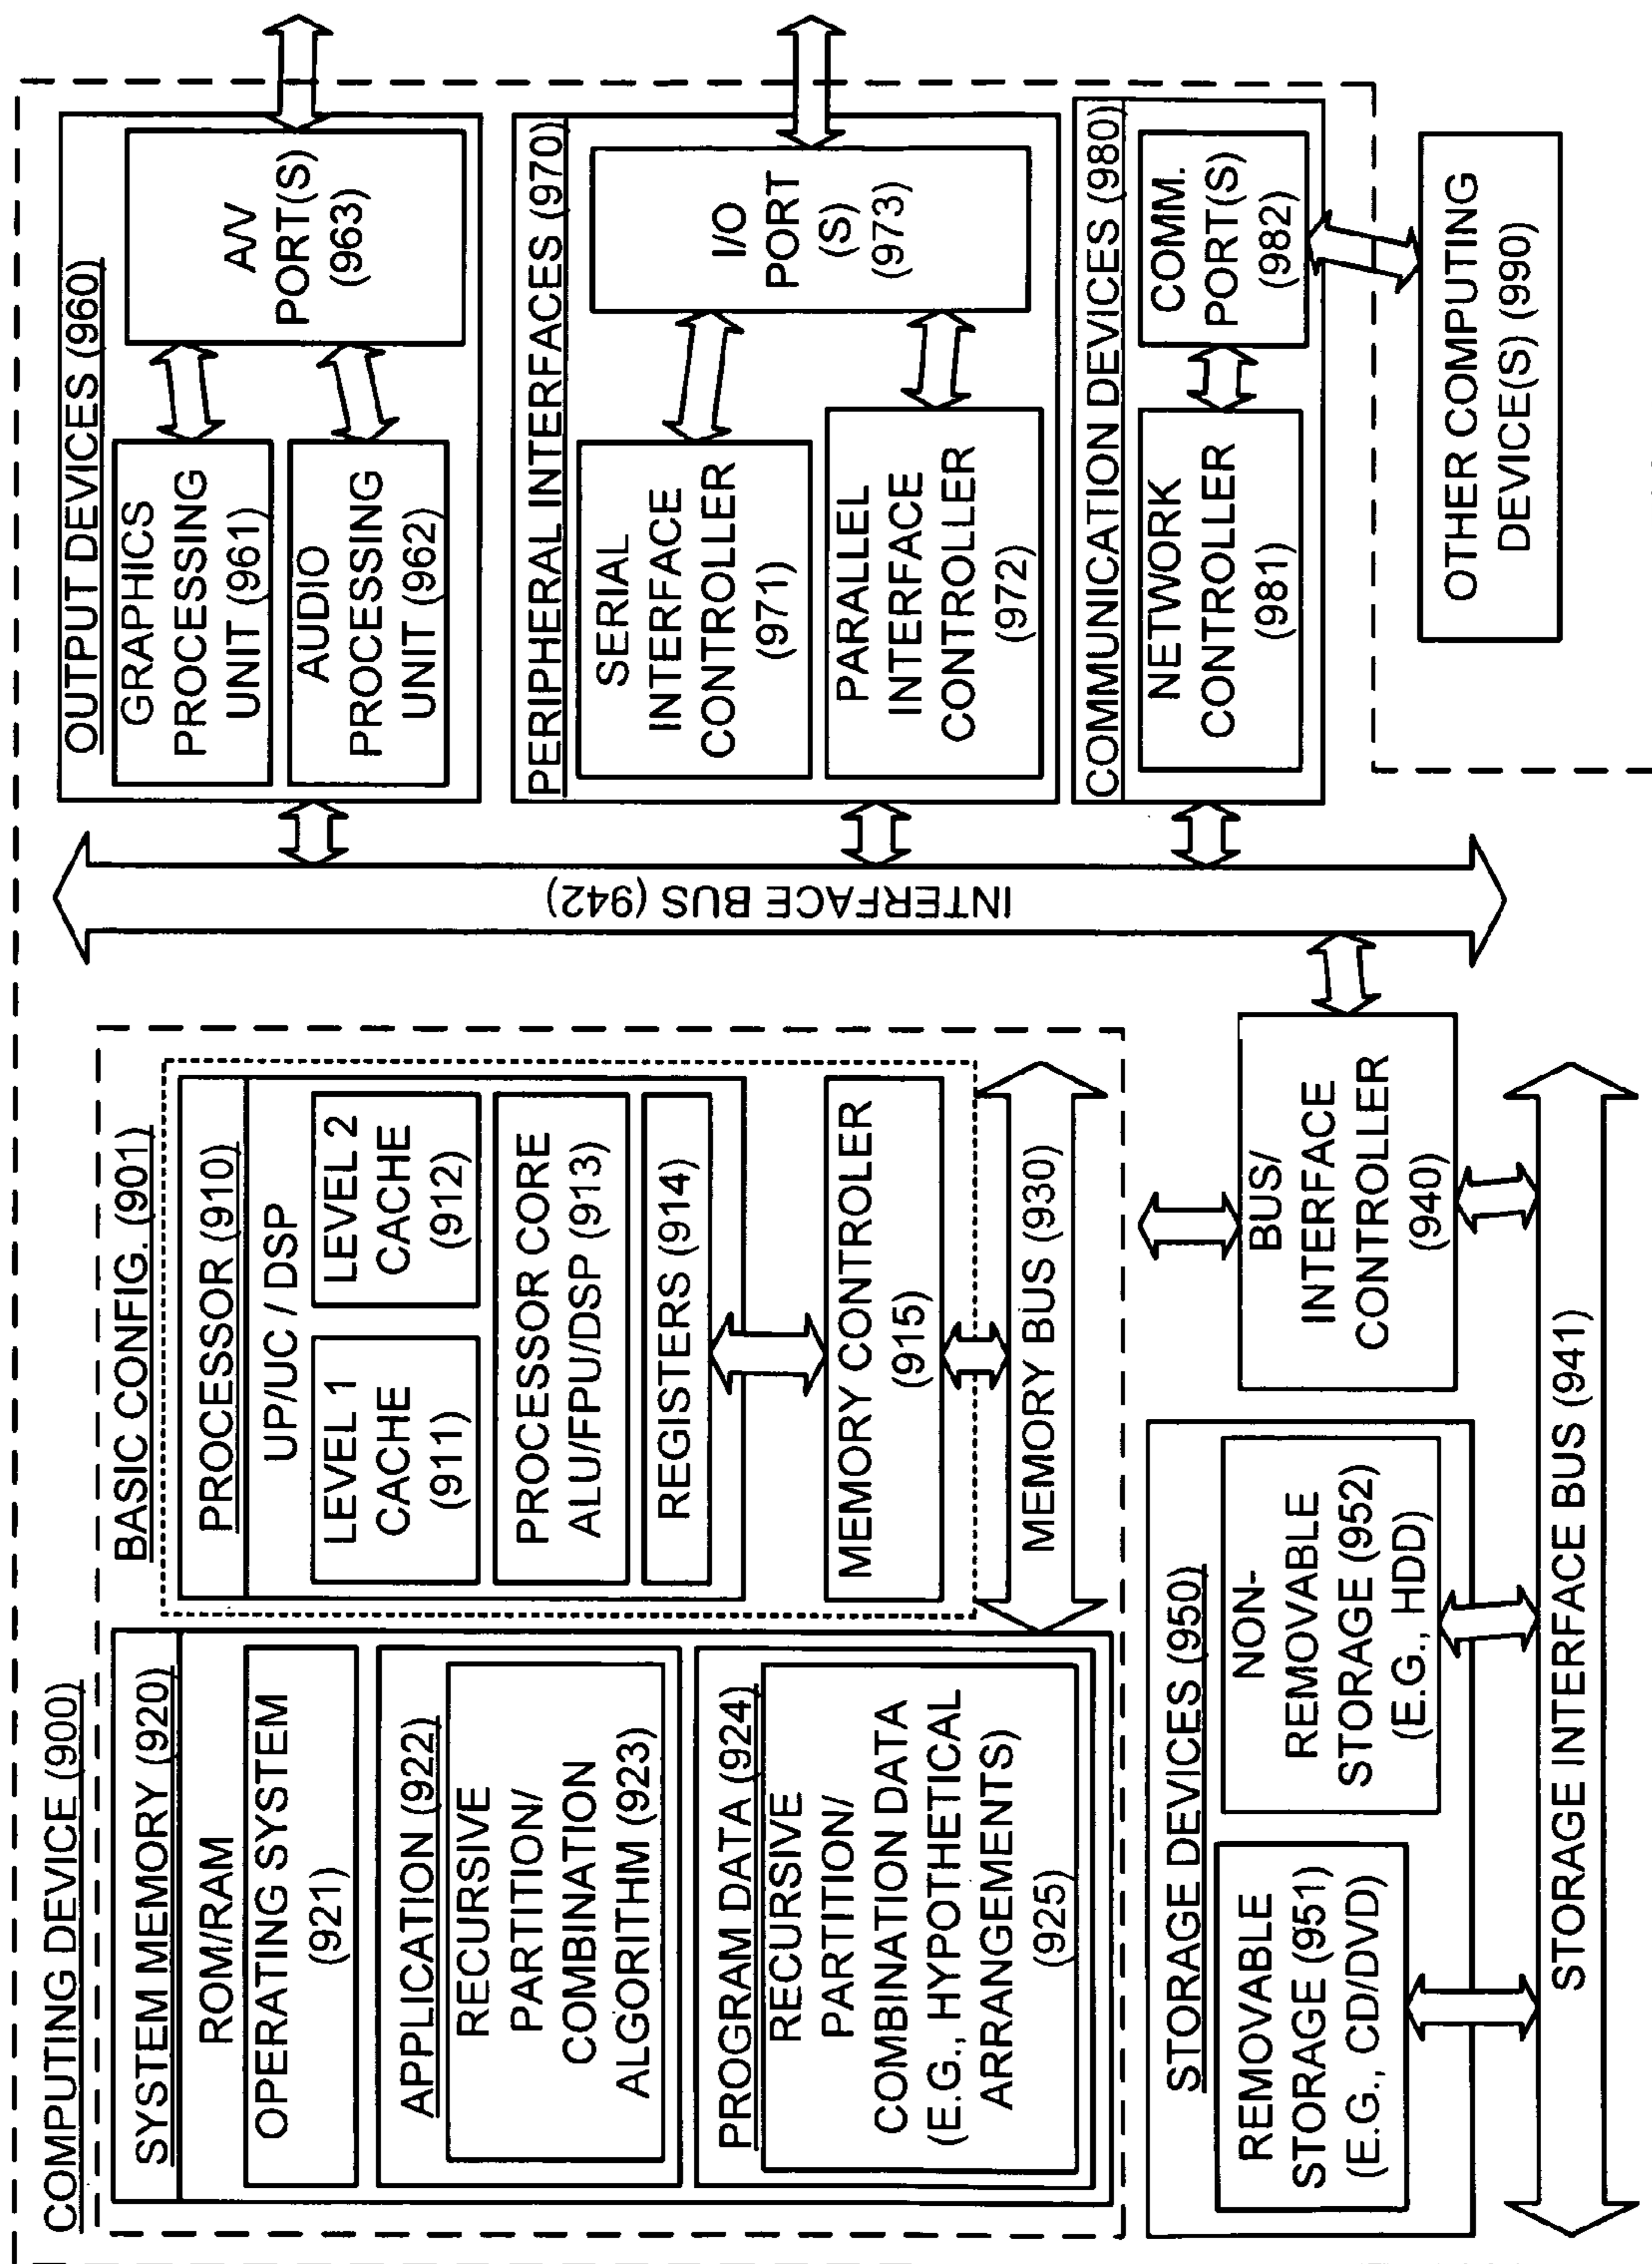 COMPUTING DEVICE (900)
BASIC CONFIG. (901)
SYSTEM MEMORY (920)
ROM/RAM
OPERATING SYSTEM
(921)
APPLICATION (922)
RECURSIVE
PARTITION/
COMBINATION
ALGORITHM (923)
PROGRAM DATA (924)
RECURSIVE
PARTITION/
COMBINATION DATA
(E.G., HYPOTHETICAL
ARRANGEMENTS)
(925)
PROCESSOR (910)
UP/UC / DSP
LEVEL 1
CACHE
(911)
LEVEL 2
CACHE
(912)
PROCESSOR CORE
ALU/FPU/DSP (913)
REGISTERS (914)
MEMORY CONTROLER
(915)
MEMORY BUS (930)
STORAGE DEVICES (950)
REMOVABLE
STORAGE (951)
(E.G., CD/DVD)
NON-
REMOVABLE
STORAGE (952)
(E.G., HDD)
BUS/
INTERFACE
CONTROLLER
(940)
STORAGE INTERFACE BUS (941)
INTERFACE BUS (942)
OUTPUT DEVICES (960)
GRAPHICS
PROCESSING
UNIT (961)
AUDIO
PROCESSING
UNIT (962)
A/V
PORT(S)
(963)
PERIPHERAL INTERFACES (970)
SERIAL
INTERFACE
CONTROLLER
(971)
PARALLEL
INTERFACE
CONTROLLER
(972)
I/O
PORT
(S)
(973)
COMMUNICATION DEVICES (980)
NETWORK
CONTROLLER
(981)
COMM.
PORT(S)
(982)
OTHER COMPUTING
DEVICE(S) (990)